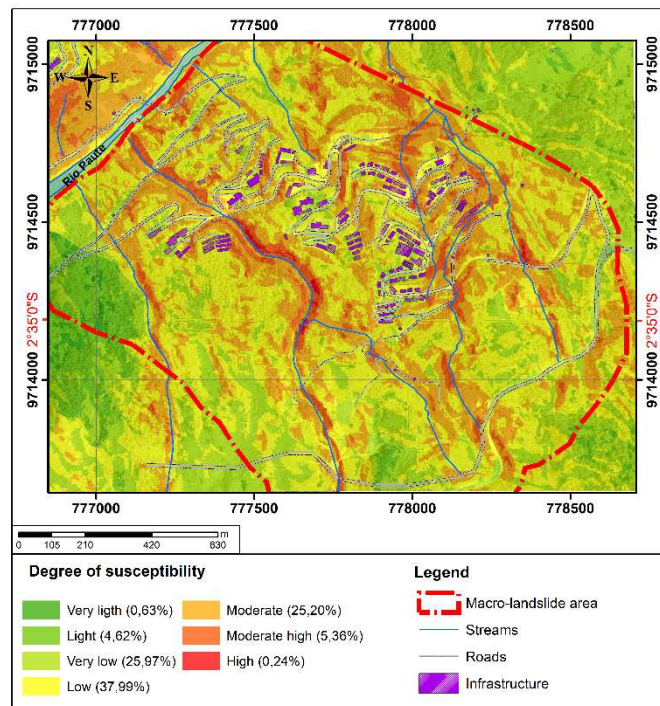 777000 777500 778000 778500
9715000 9715000
N
W E
S
Rio Paute
9714500 9714500
2°35'0"S 2°35'0"S
9714000 9714000
777000 777500 778000 778500
m
0 105 210 420 630
Degree of susceptibility
Very ligth (0,63%)
Light (4,62%)
Very low (25,97%)
Low (37,99%)
Moderate (25,20%)
Moderate high (5,36%)
High (0,24%)
Legend
Macro-landslide area
Streams
Roads
Infrastructure